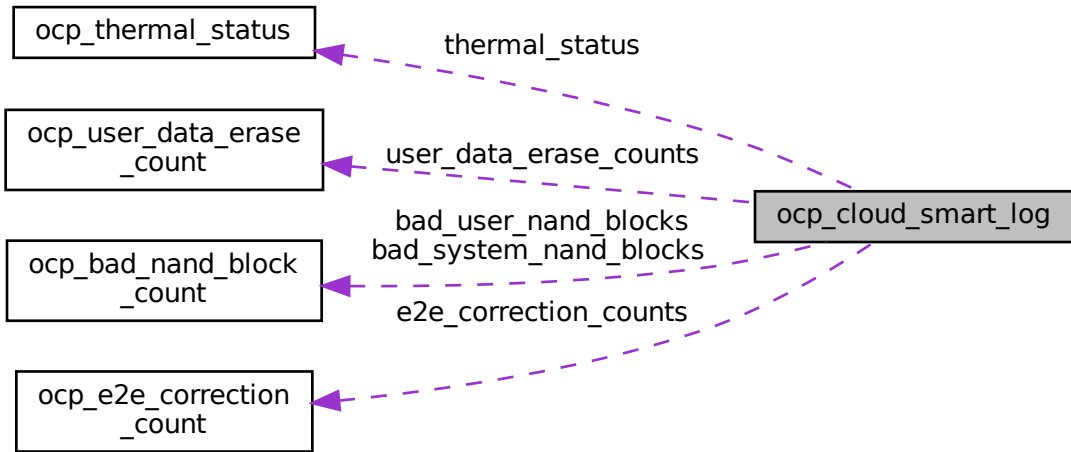 ocp_thermal_status
thermal_status
ocp_user_data_erase
_count
user_data_erase_counts
ocp_cloud_smart_log
bad_user_nand_blocks
bad_system_nand_blocks
ocp_bad_nand_block
_count
e2e_correction_counts
ocp_e2e_correction
_count